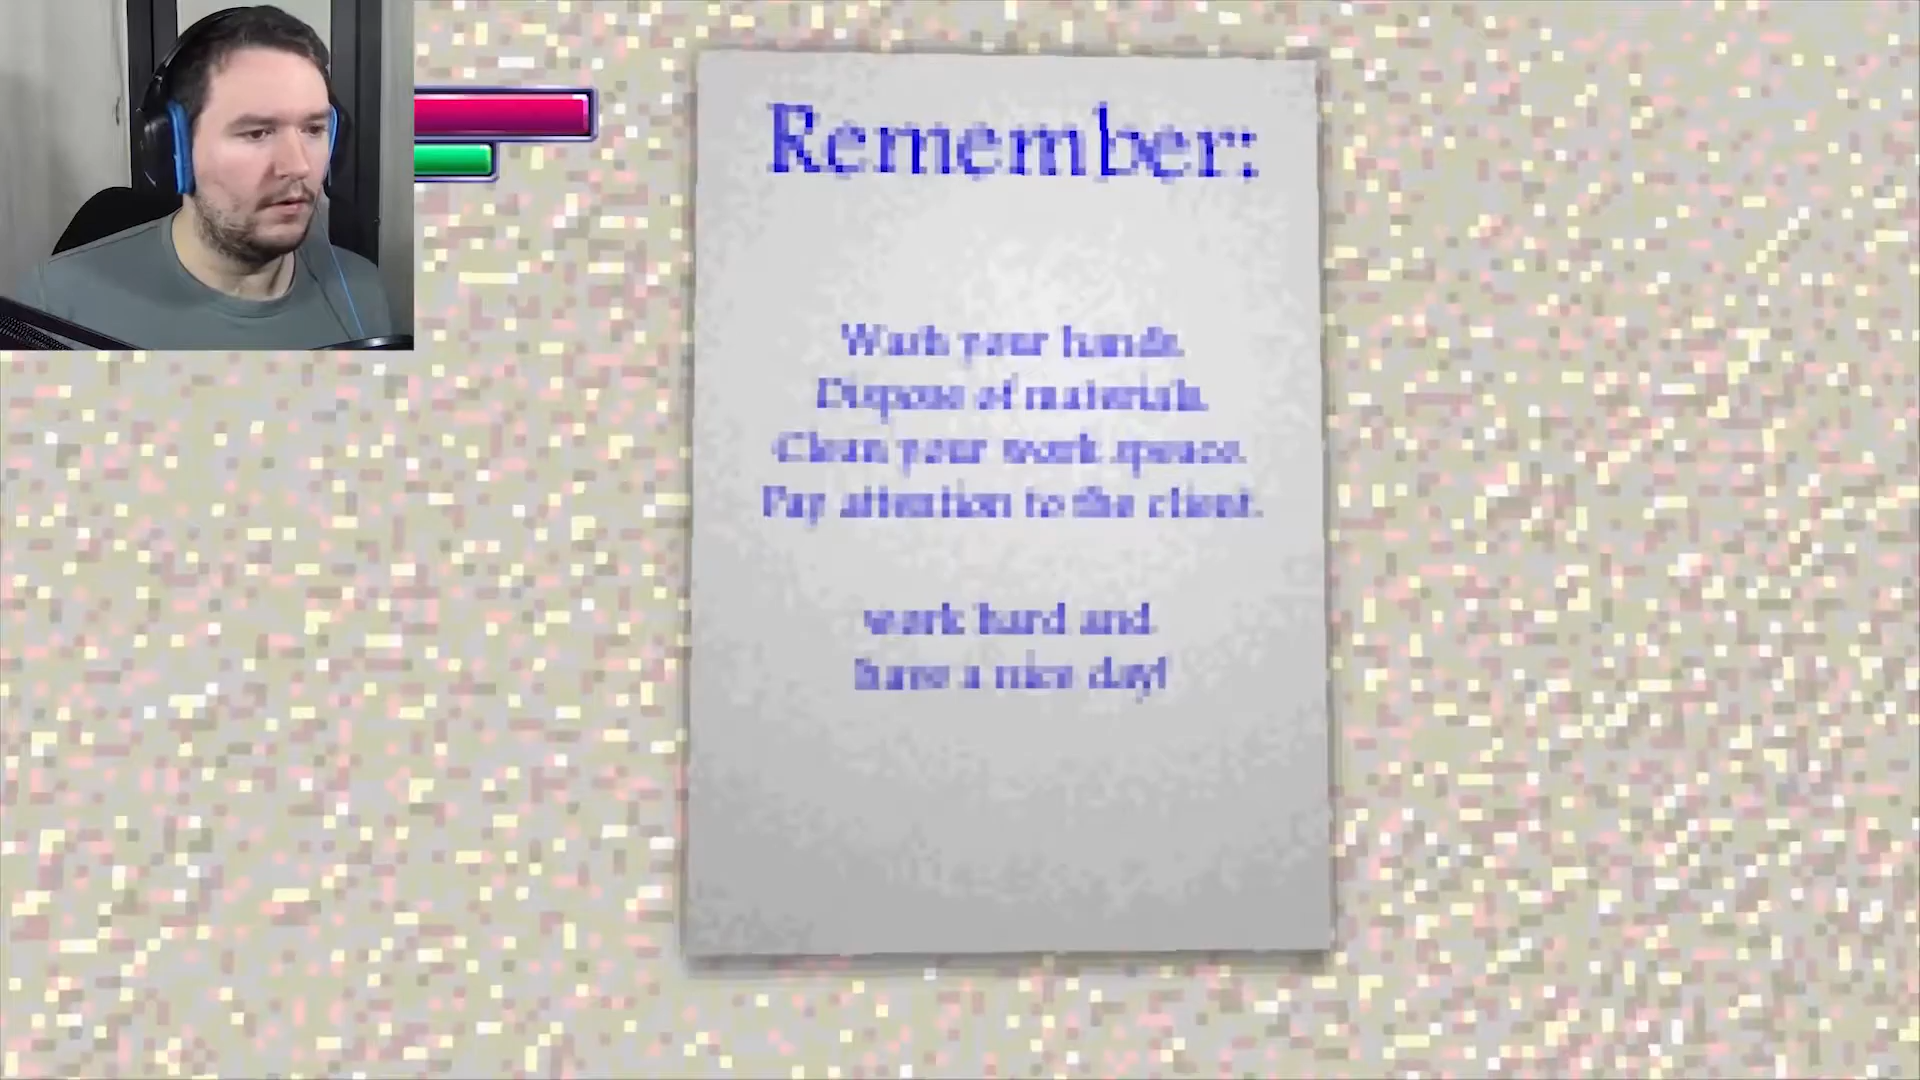 Remember:
Wash your hands.
Dispose of materials.
Clean your work space.
Pay attention to the client.
work hard and
have a nice day!